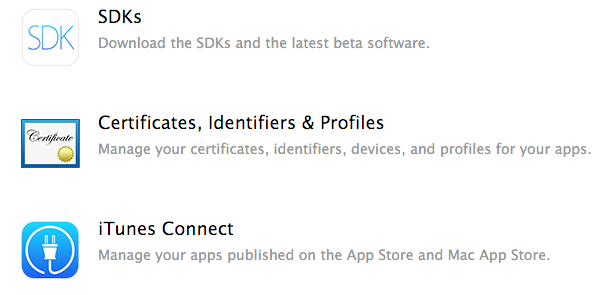 SDK
SDKs
Download the SDKs and the latest beta software.
Certificate
Certificates, Identifiers & Profiles
Manage your certificates, identifiers, devices, and profiles for your apps.
iTunes Connect
Manage your apps published on the App Store and Mac App Store.